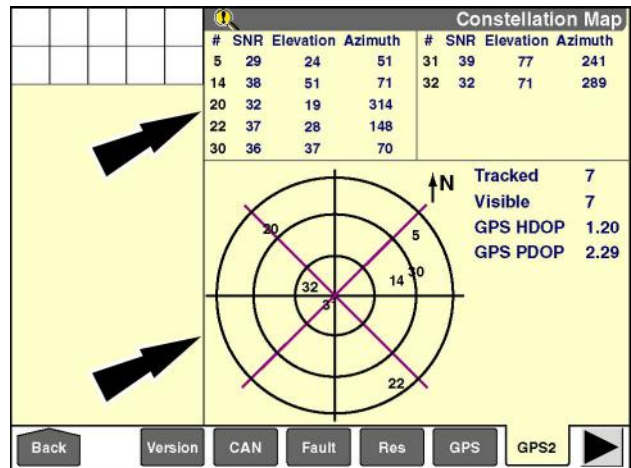 Constellation Map
# SNR Elevation Azimuth # SNR Elevation Azimuth
5 29 24 51 31 39 77 241
14 38 51 71 32 32 71 289
20 32 19 314
22 37 28 148
30 36 37 70
N
Tracked 7
Visible 7
GPS HDOP 1.20
GPS PDOP 2.29
20
5
30
14
32
31
22
Back Version CAN Fault Res GPS GPS2